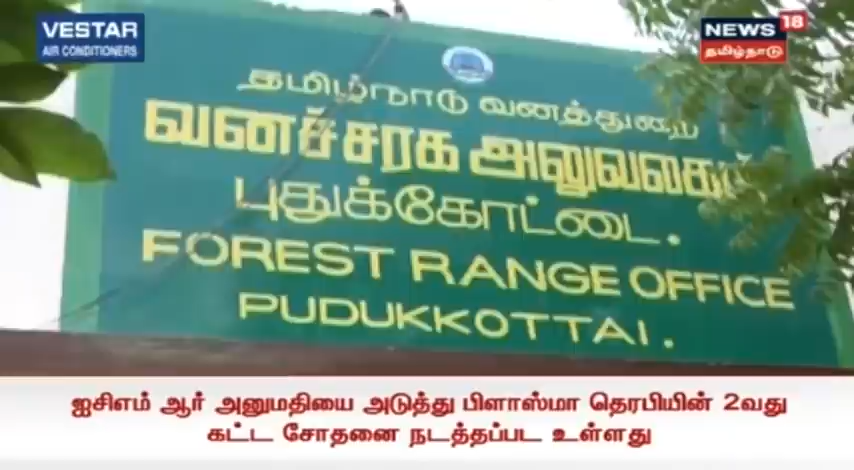 VESTAR
AIR CONDITIONERS
NEWS 18
தமிழ்நாடு
தமிழ்நாடு வனத்துறை
வனச்சரக அலுவலகம்
புதுக்கோட்டை.
FOREST RANGE OFFICE
PUDUKKOTTAI.
ஐசிஎம் ஆர் அனுமதியை அடுத்து பிளாஸ்மா தெரபியின் 2வது
கட்ட சோதனை நடத்தப்பட உள்ளது